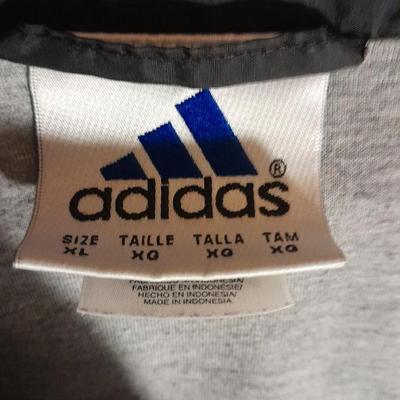 adidas®
SIZE TAILLE TALLA TAM
XL XG XG XG
FABRIQUE EN INDONESIE/
HECHO EN INDONESIA/
MADE IN INDONESIA